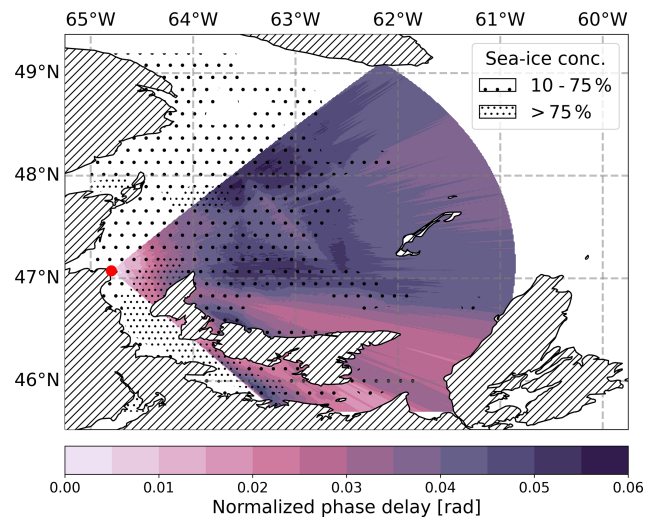 65°W 64°W 63°W 62°W 61°W 60°W
49°N
48°N
47°N
46°N
Sea-ice conc.
10 - 75 %
> 75 %
0.00 0.01 0.02 0.03 0.04 0.05 0.06
Normalized phase delay [rad]